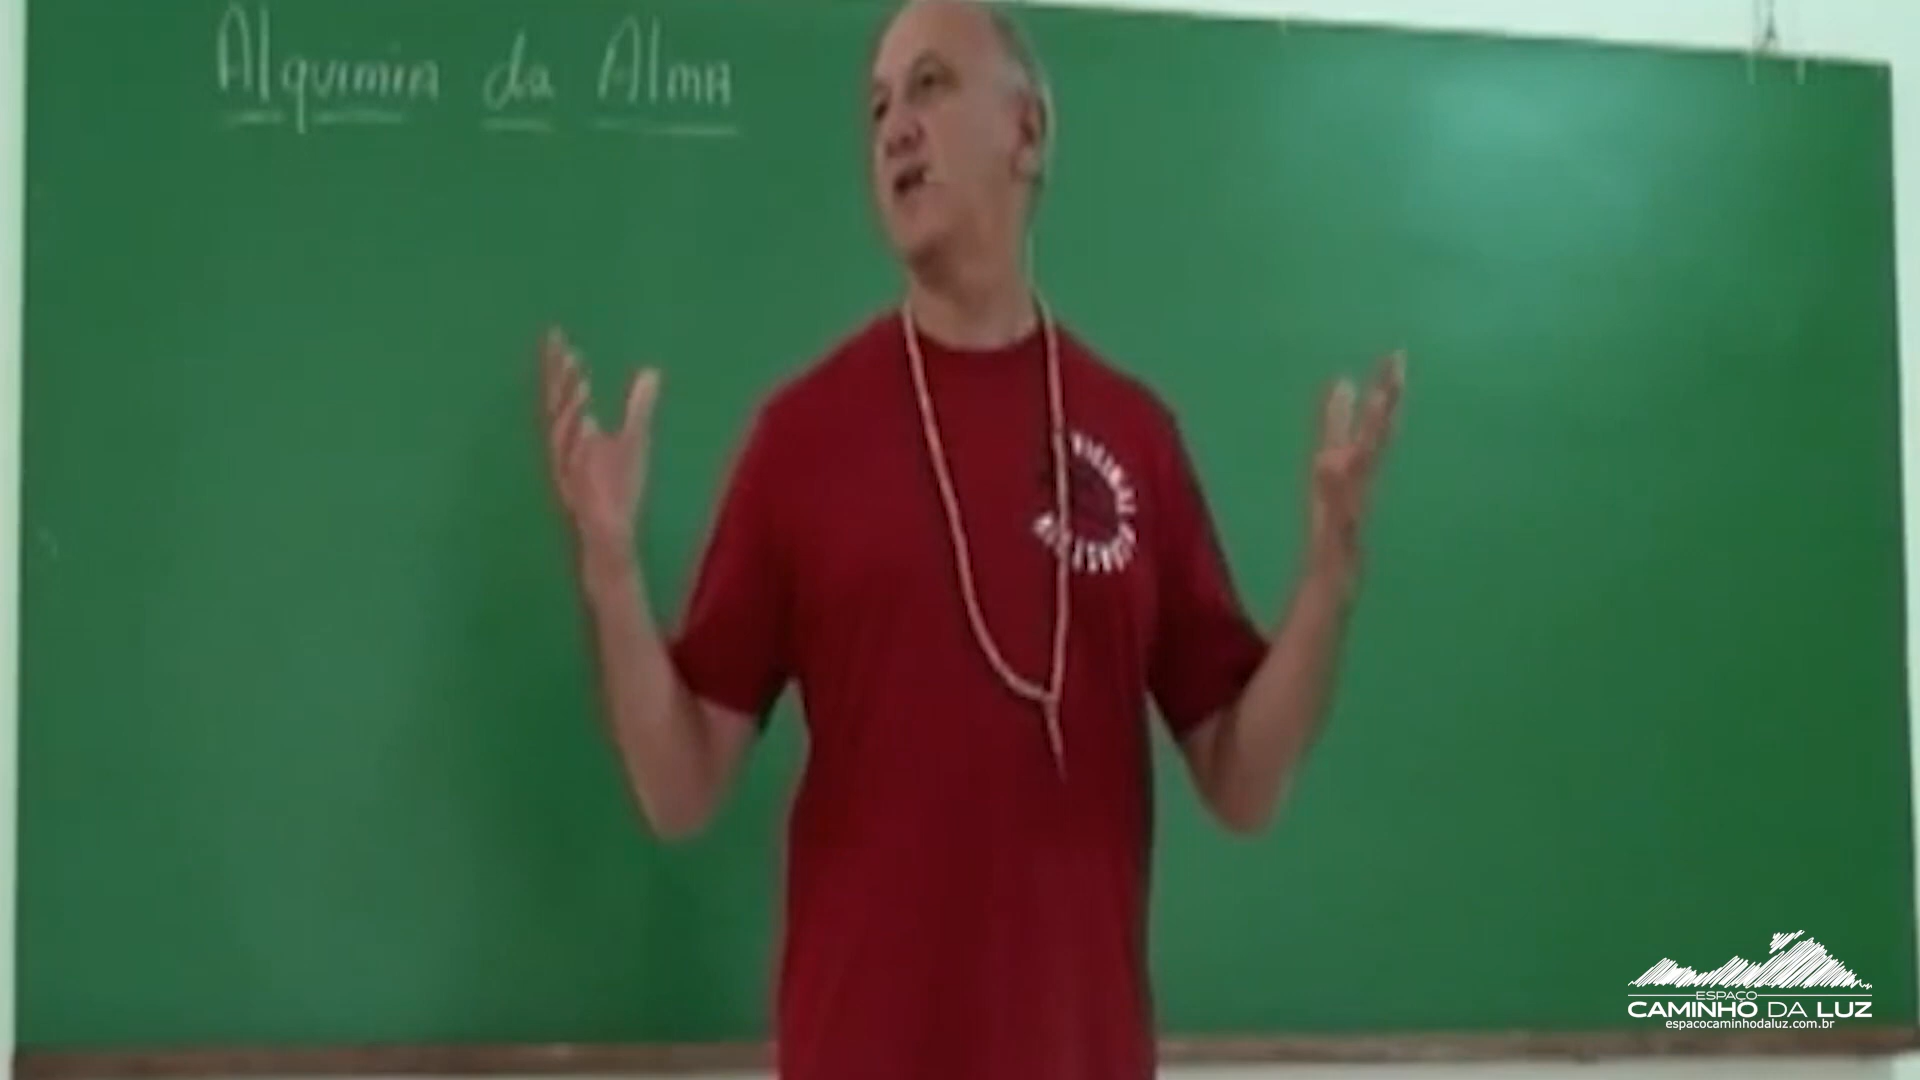 Alquimia da Alma
ESPAÇO
CAMINHO DA LUZ
espacocaminhodaluz.com.br